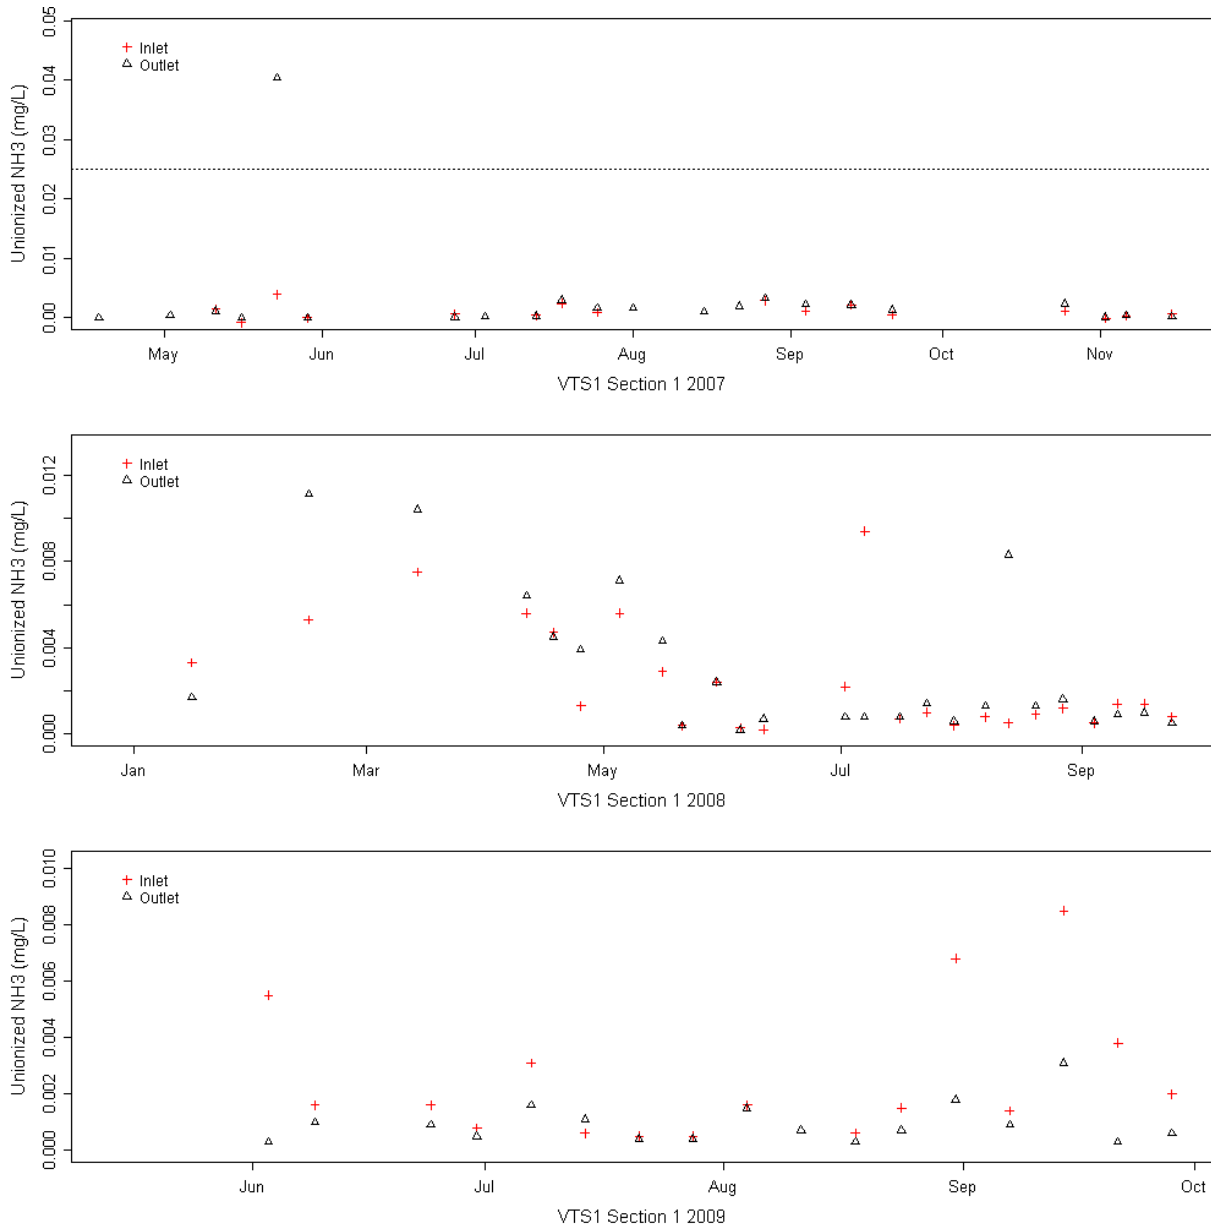 0.05
0.04
0.03
0.02
0.01
0.00
Unionized NH3 (mg/L)
Inlet
Outlet
May Jun Jul Aug Sep Oct Nov
VTS1 Section 1 2007
0.012
0.008
0.004
0.000
Unionized NH3 (mg/L)
Inlet
Outlet
Jan Mar May Jul Sep
VTS1 Section 1 2008
0.010
0.008
0.006
0.004
0.002
0.000
Unionized NH3 (mg/L)
Inlet
Outlet
Jun Jul Aug Sep Oct
VTS1 Section 1 2009